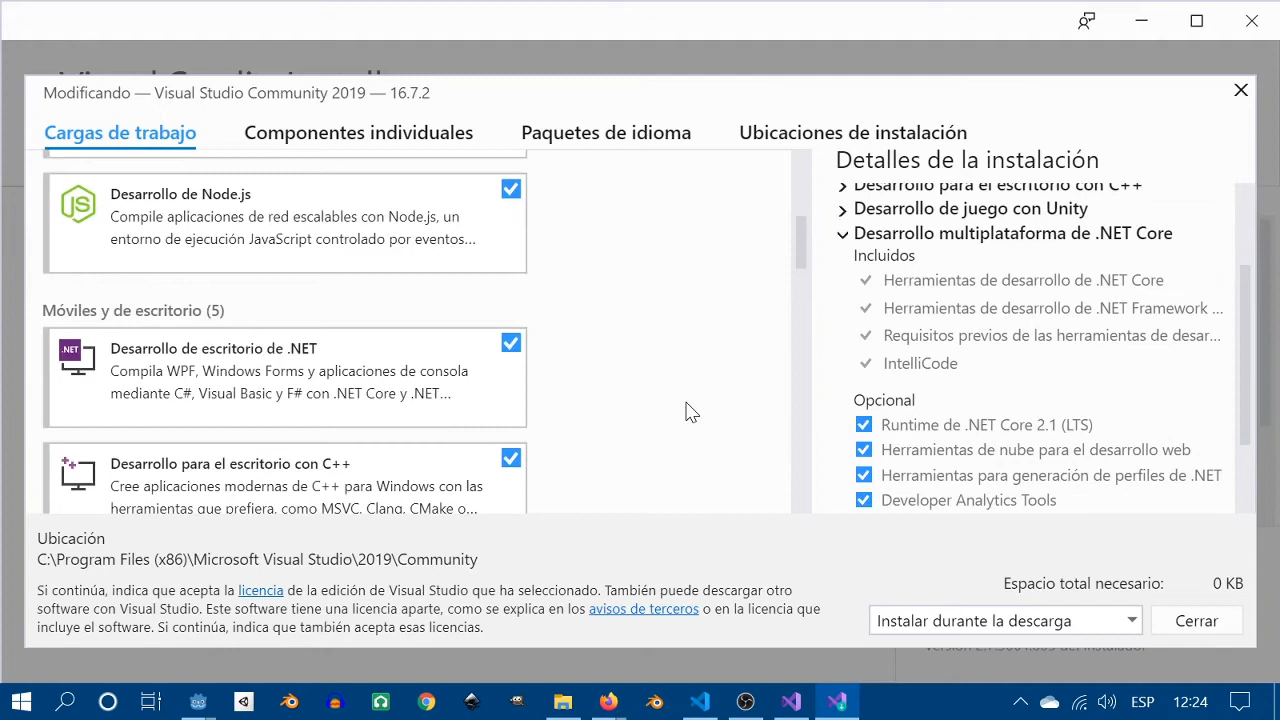 Modificando — Visual Studio Community 2019 — 16.7.2
Cargas de trabajo
Componentes individuales
Paquetes de idioma
Ubicaciones de instalación
JS
Desarrollo de Node.js
Compile aplicaciones de red escalables con Node.js, un
entorno de ejecución JavaScript controlado por eventos...
Móviles y de escritorio (5)
.NET
Desarrollo de escritorio de .NET
Compila WPF, Windows Forms y aplicaciones de consola
mediante C#, Visual Basic y F# con .NET Core y .NET...
Desarrollo para el escritorio con C++
Cree aplicaciones modernas de C++ para Windows con las
herramientas que prefiera, como MSVC, Clang, CMake o...
Detalles de la instalación
Desarrollo para el escritorio con C++
Desarrollo de juego con Unity
Desarrollo multiplataforma de .NET Core
Incluidos
Herramientas de desarrollo de .NET Core
Herramientas de desarrollo de .NET Framework ...
Requisitos previos de las herramientas de desar...
IntelliCode
Opcional
Runtime de .NET Core 2.1 (LTS)
Herramientas de nube para el desarrollo web
Herramientas para generación de perfiles de .NET
Developer Analytics Tools
Ubicación
C:\Program Files (x86)\Microsoft Visual Studio\2019\Community
Si continúa, indica que acepta la licencia de la edición de Visual Studio que ha seleccionado. También puede descargar otro
software con Visual Studio. Este software tiene una licencia aparte, como se explica en los avisos de terceros o en la licencia que
incluye el software. Si continúa, indica que también acepta esas licencias.
Espacio total necesario: 0 KB
Instalar durante la descarga
Cerrar
ESP
12:24